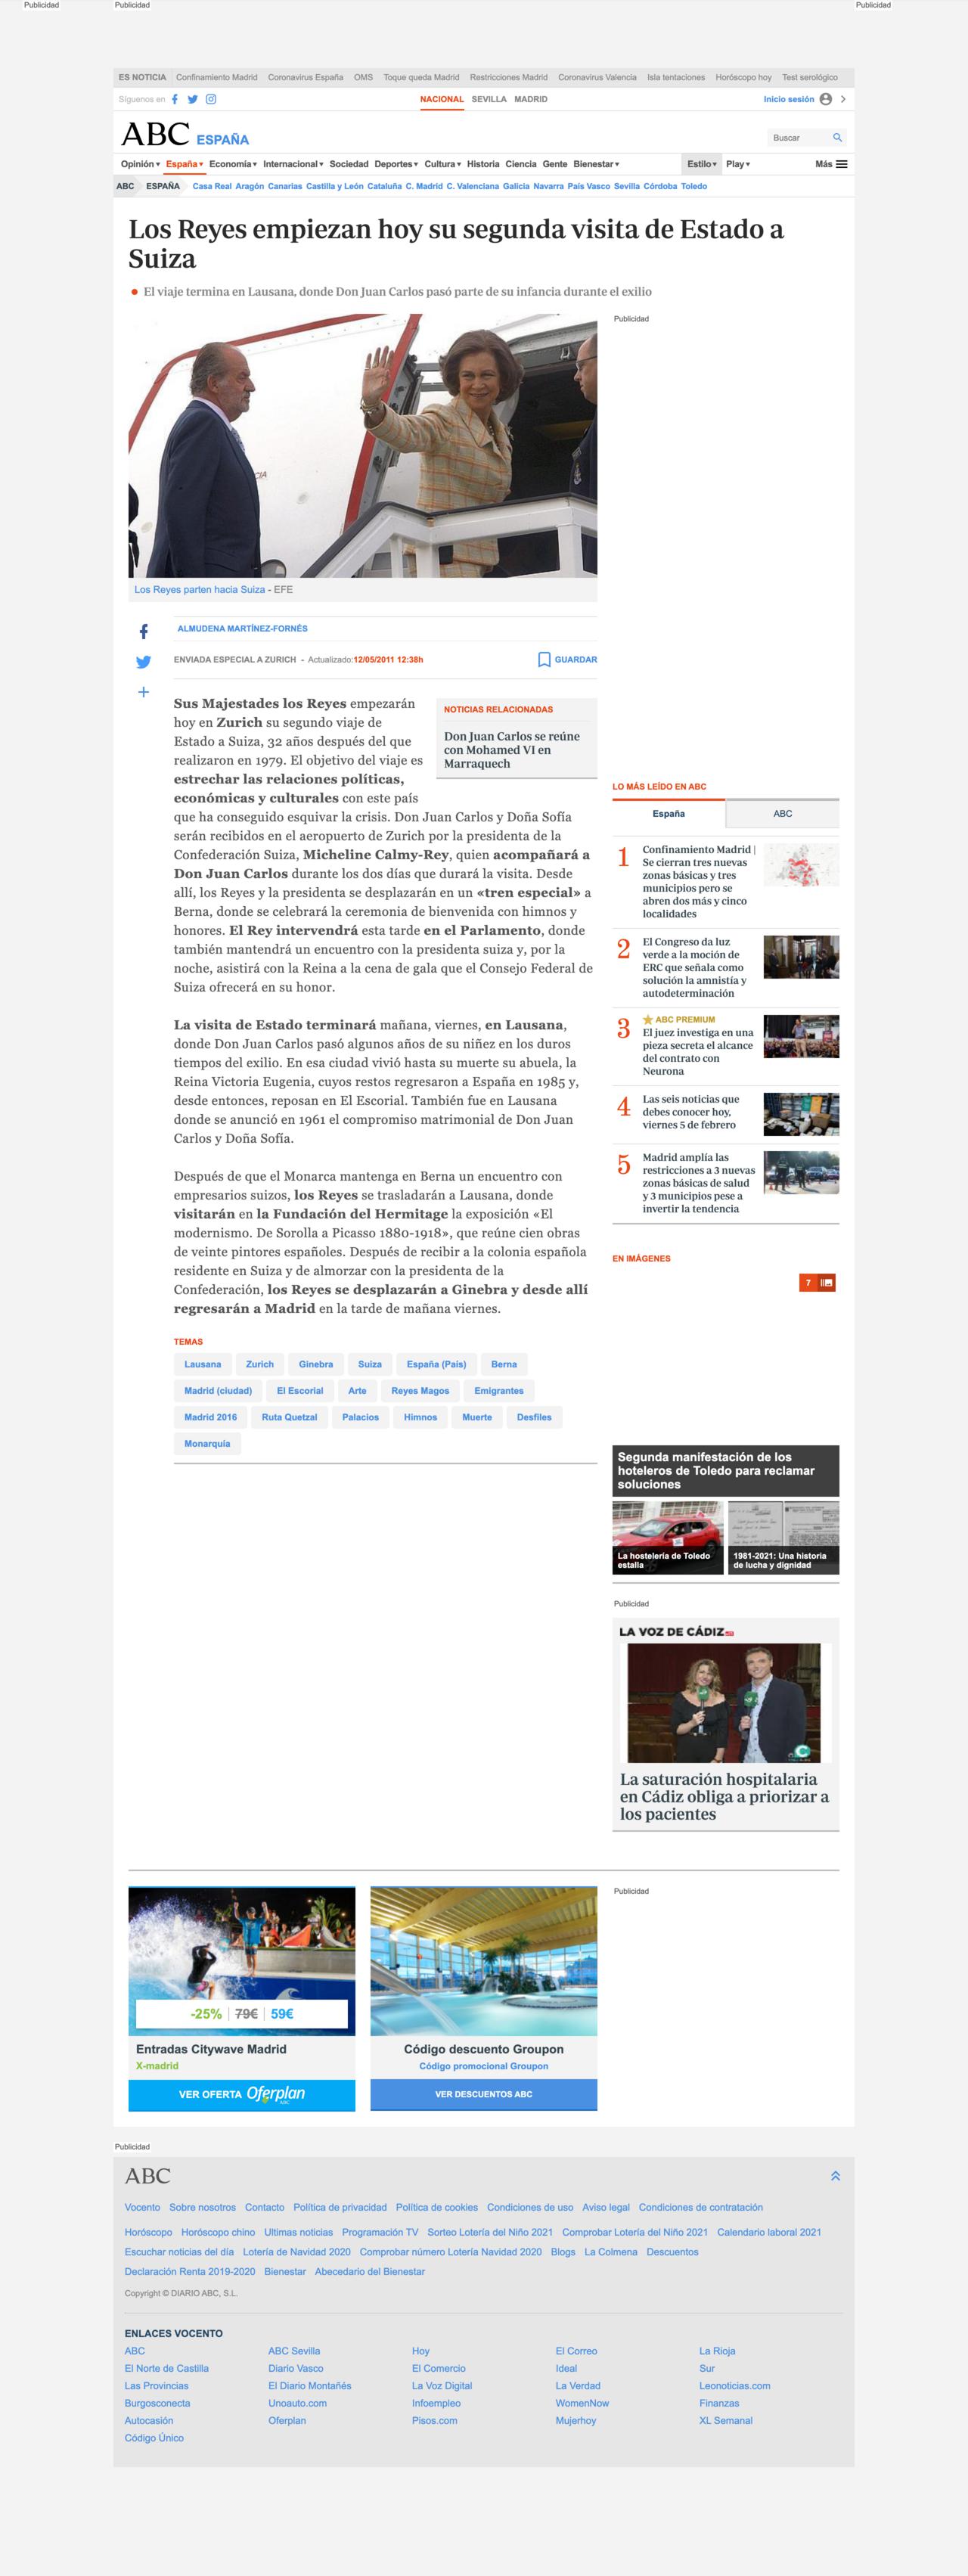 Publicidad
Publicidad
Publicidad
ES NOTICIA Confinamiento Madrid Coronavirus España OMS Toque queda Madrid Restricciones Madrid Coronavirus Valencia Isla tentaciones Horóscopo hoy Test serológico
Síguenos en
NACIONAL SEVILLA MADRID
Inicio sesión
ABC ESPAÑA
Buscar
Opinión España Economía Internacional Sociedad Deportes Cultura Historia Ciencia Gente Bienestar Estilo Play Más
ABC ESPAÑA Casa Real Aragón Canarias Castilla y León Cataluña C. Madrid C. Valenciana Galicia Navarra País Vasco Sevilla Córdoba Toledo
Los Reyes empiezan hoy su segunda visita de Estado a
Suiza
El viaje termina en Lausana, donde Don Juan Carlos pasó parte de su infancia durante el exilio
Los Reyes parten hacia Suiza - EFE
ALMUDENA MARTÍNEZ-FORNÉS
ENVIADA ESPECIAL A ZURICH - Actualizado:12/05/2011 12:38h
GUARDAR
Sus Majestades los Reyes empezarán
hoy en Zurich su segundo viaje de
Estado a Suiza, 32 años después del que
realizaron en 1979. El objetivo del viaje es
estrechar las relaciones políticas,
económicas y culturales con este país
NOTICIAS RELACIONADAS
Don Juan Carlos se reúne
con Mohamed VI en
Marraquech
que ha conseguido esquivar la crisis. Don Juan Carlos y Doña Sofía
serán recibidos en el aeropuerto de Zurich por la presidenta de la
Confederación Suiza, Micheline Calmy-Rey, quien acompañará a
Don Juan Carlos durante los dos días que durará la visita. Desde
allí, los Reyes y la presidenta se desplazarán en un «tren especial» a
Berna, donde se celebrará la ceremonia de bienvenida con himnos y
honores. El Rey intervendrá esta tarde en el Parlamento, donde
también mantendrá un encuentro con la presidenta suiza y, por la
noche, asistirá con la Reina a la cena de gala que el Consejo Federal de
Suiza ofrecerá en su honor.
La visita de Estado terminará mañana, viernes, en Lausana,
donde Don Juan Carlos pasó algunos años de su niñez en los duros
tiempos del exilio. En esa ciudad vivió hasta su muerte su abuela, la
Reina Victoria Eugenia, cuyos restos regresaron a España en 1985 y,
desde entonces, reposan en El Escorial. También fue en Lausana
donde se anunció en 1961 el compromiso matrimonial de Don Juan
Carlos y Doña Sofía.
Después de que el Monarca mantenga en Berna un encuentro con
empresarios suizos, los Reyes se trasladarán a Lausana, donde
visitarán en la Fundación del Hermitage la exposición «El
modernismo. De Sorolla a Picasso 1880-1918», que reúne cien obras
de veinte pintores españoles. Después de recibir a la colonia española
residente en Suiza y de almorzar con la presidenta de la
Confederación, los Reyes se desplazarán a Ginebra y desde allí
regresarán a Madrid en la tarde de mañana viernes.
TEMAS
Lausana Zurich Ginebra Suiza España (País) Berna
Madrid (ciudad) El Escorial Arte Reyes Magos Emigrantes
Madrid 2016 Ruta Quetzal Palacios Himnos Muerte Desfiles
Monarquía
Publicidad
LO MÁS LEÍDO EN ABC
España ABC
1
Confinamiento Madrid |
Se cierran tres nuevas
zonas básicas y tres
municipios pero se
abren dos más y cinco
localidades
2
El Congreso da luz
verde a la moción de
ERC que señala como
solución la amnistía y
autodeterminación
3
ABC PREMIUM
El juez investiga en una
pieza secreta el alcance
del contrato con
Neurona
4
Las seis noticias que
debes conocer hoy,
viernes 5 de febrero
5
Madrid amplía las
restricciones a 3 nuevas
zonas básicas de salud
y 3 municipios pese a
invertir la tendencia
EN IMÁGENES
7
Segunda manifestación de los
hoteleros de Toledo para reclamar
soluciones
La hostelería de Toledo
estalla
1981-2021: Una historia
de lucha y dignidad
Publicidad
LA VOZ DE CÁDIZ
La saturación hospitalaria
en Cádiz obliga a priorizar a
los pacientes
-25% 79€ 59€
Entradas Citywave Madrid
X-madrid
VER OFERTA Oferplan
ABC
Código descuento Groupon
Código promocional Groupon
VER DESCUENTOS ABC
Publicidad
Publicidad
ABC
Vocento Sobre nosotros Contacto Política de privacidad Política de cookies Condiciones de uso Aviso legal Condiciones de contratación
Horóscopo Horóscopo chino Ultimas noticias Programación TV Sorteo Lotería del Niño 2021 Comprobar Lotería del Niño 2021 Calendario laboral 2021
Escuchar noticias del día Lotería de Navidad 2020 Comprobar número Lotería Navidad 2020 Blogs La Colmena Descuentos
Declaración Renta 2019-2020 Bienestar Abecedario del Bienestar
Copyright © DIARIO ABC, S.L.
ENLACES VOCENTO
ABC ABC Sevilla Hoy El Correo La Rioja
El Norte de Castilla Diario Vasco El Comercio Ideal Sur
Las Provincias El Diario Montañés La Voz Digital La Verdad Leonoticias.com
Burgosconecta Unoauto.com Infoempleo WomenNow Finanzas
Autocasión Oferplan Pisos.com Mujerhoy XL Semanal
Código Único